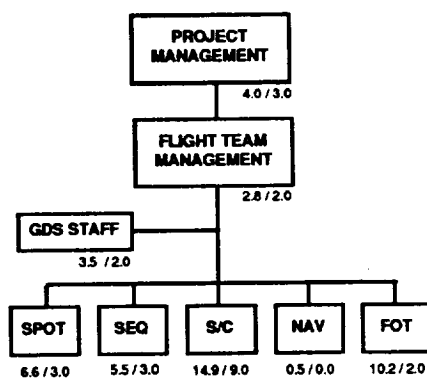 PROJECT
MANAGEMENT
4.0 / 3.0
FLIGHT TEAM
MANAGEMENT
2.8 / 2.0
GDS STAFF
3.5 / 2.0
SPOT SEQ S/C NAV FOT
6.6 / 3.0 5.5 / 3.0 14.9 / 9.0 0.5 / 0.0 10.2 / 2.0